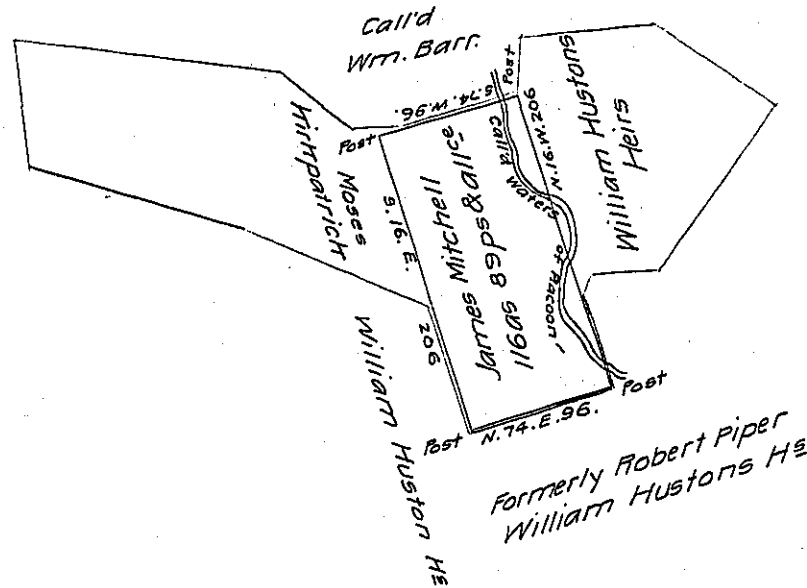 Call'd
Wm. Barr.
Post
S.74.W.96.
Post
N.16.W.206
William Hustons
Heirs
Kirkpatrick
Moses
S.16.E.
206
James Mitchell
116as 89ps&allce
Call'd Waters of Racoon
Post
Post
N.74.E.96.
William Huston Hs
Formerly Robert Piper
William Hustons Hs